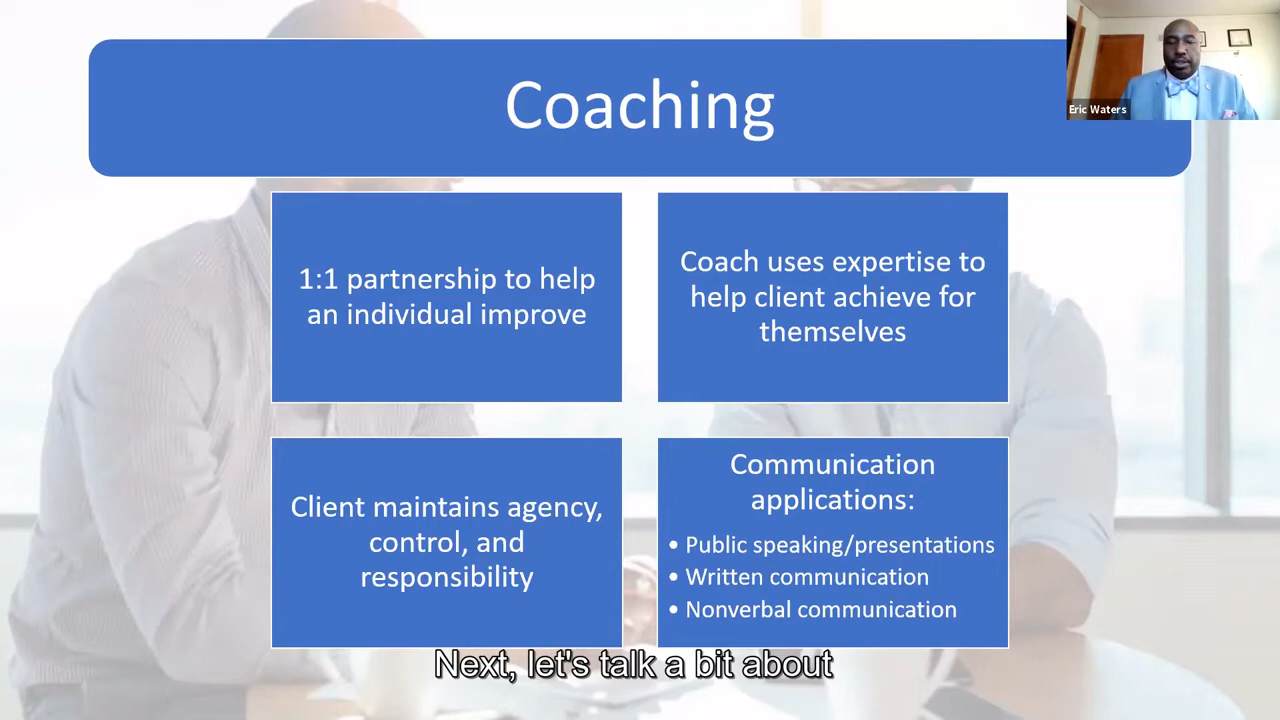 Coaching
Eric Waters
1:1 partnership to help
an individual improve
Coach uses expertise to
help client achieve for
themselves
Client maintains agency,
control, and
responsibility
Communication
applications:
• Public speaking/presentations
• Written communication
• Nonverbal communication
Next, let's talk a bit about